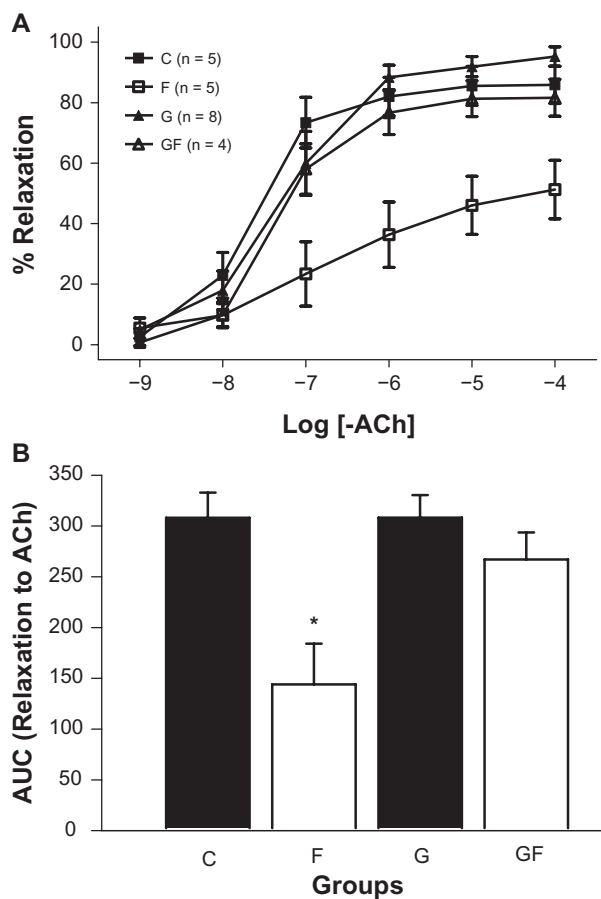 A
100
80
60
40
20
0
% Relaxation
C (n = 5)
F (n = 5)
G (n = 8)
GF (n = 4)
−9 −8 −7 −6 −5 −4
Log [-ACh]
B
350
300
250
200
150
100
50
0
AUC (Relaxation to ACh)
*
C F G GF
Groups